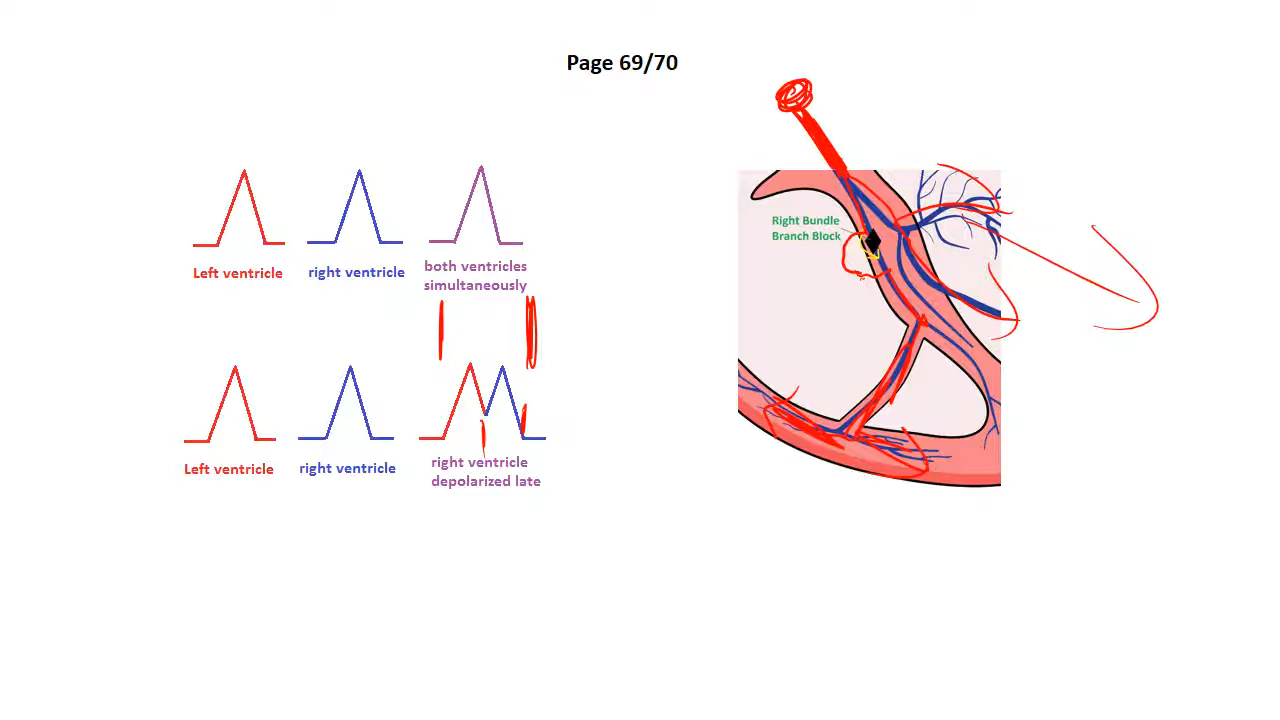 Page 69/70
Left ventricle
right ventricle
both ventricles
simultaneously
Left ventricle
right ventricle
right ventricle
depolarized late
Right Bundle
Branch Block